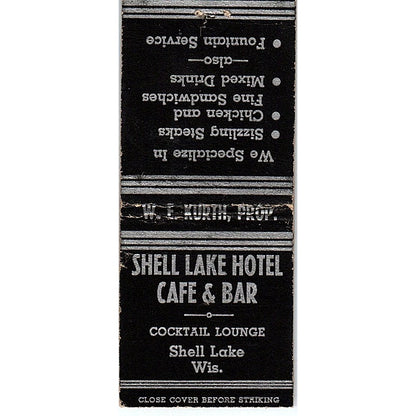 SHELL LAKE HOTEL
CAFE & BAR
COCKTAIL LOUNGE
Shell Lake
Wis.
CLOSE COVER BEFORE STRIKING
W. F. KURTH, PROP.
We Specialize In
• Sizzling Steaks
• Chicken and
Fine Sandwiches
• Mixed Drinks
—also—
• Fountain Service